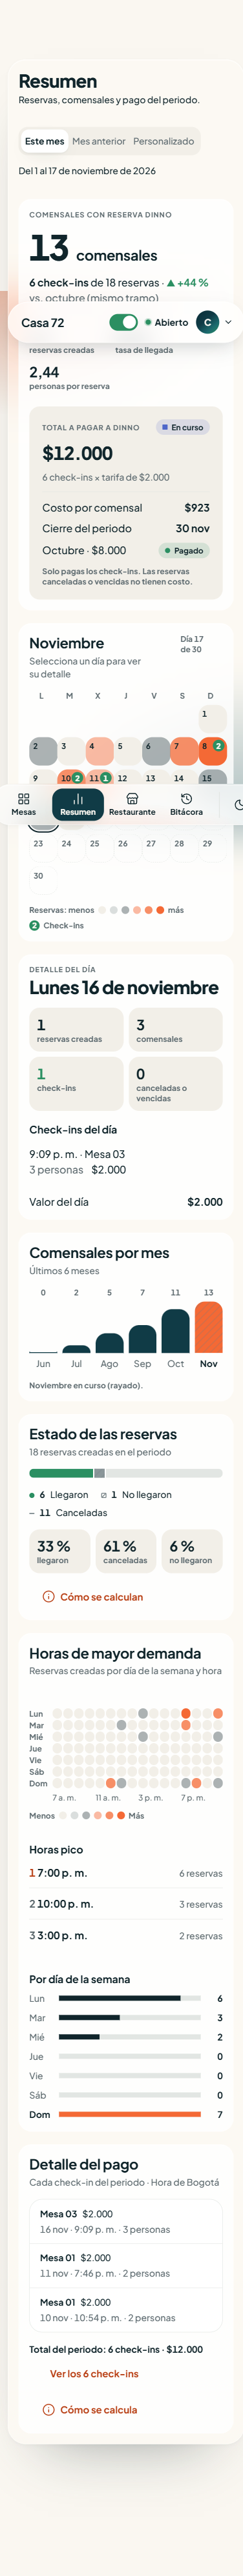 Resumen
Reservas, comensales y pago del periodo.
Este mes Mes anterior Personalizado
Del 1 al 17 de noviembre de 2026
COMENSALES CON RESERVA DINNO
13 comensales
6 check-ins de 18 reservas · ▲ +44 %
vs. octubre (mismo tramo)
Casa 72 Abierto C
reservas creadas tasa de llegada
2,44
personas por reserva
TOTAL A PAGAR A DINNO En curso
$12.000
6 check-ins × tarifa de $2.000
Costo por comensal $923
Cierre del periodo 30 nov
Octubre · $8.000 Pagado
Solo pagas los check-ins. Las reservas
canceladas o vencidas no tienen costo.
Noviembre
Día 17
de 30
Selecciona un día para ver
su detalle
L M X J V S D
1
2 3 4 5 6 7 8 2
9 10 2 11 1 12 13 14 15
Mesas Resumen Restaurante Bitácora
23 24 25 26 27 28 29
30
Reservas: menos más
2 Check-ins
DETALLE DEL DÍA
Lunes 16 de noviembre
1
reservas creadas
3
comensales
1
check-ins
0
canceladas o
vencidas
Check-ins del día
9:09 p. m. · Mesa 03
3 personas $2.000
Valor del día $2.000
Comensales por mes
Últimos 6 meses
0 2 5 7 11 13
Jun Jul Ago Sep Oct Nov
Noviembre en curso (rayado).
Estado de las reservas
18 reservas creadas en el periodo
6 Llegaron 1 No llegaron
11 Canceladas
33 %
llegaron
61 %
canceladas
6 %
no llegaron
Cómo se calculan
Horas de mayor demanda
Reservas creadas por día de la semana y hora
Lun
Mar
Mié
Jue
Vie
Sáb
Dom
7 a. m. 11 a. m. 3 p. m. 7 p. m.
Menos Más
Horas pico
1 7:00 p. m. 6 reservas
2 10:00 p. m. 3 reservas
3 3:00 p. m. 2 reservas
Por día de la semana
Lun 6
Mar 3
Mié 2
Jue 0
Vie 0
Sáb 0
Dom 7
Detalle del pago
Cada check-in del periodo · Hora de Bogotá
Mesa 03 $2.000
16 nov · 9:09 p. m. · 3 personas
Mesa 01 $2.000
11 nov · 7:46 p. m. · 2 personas
Mesa 01 $2.000
10 nov · 10:54 p. m. · 2 personas
Total del periodo: 6 check-ins · $12.000
Ver los 6 check-ins
Cómo se calcula